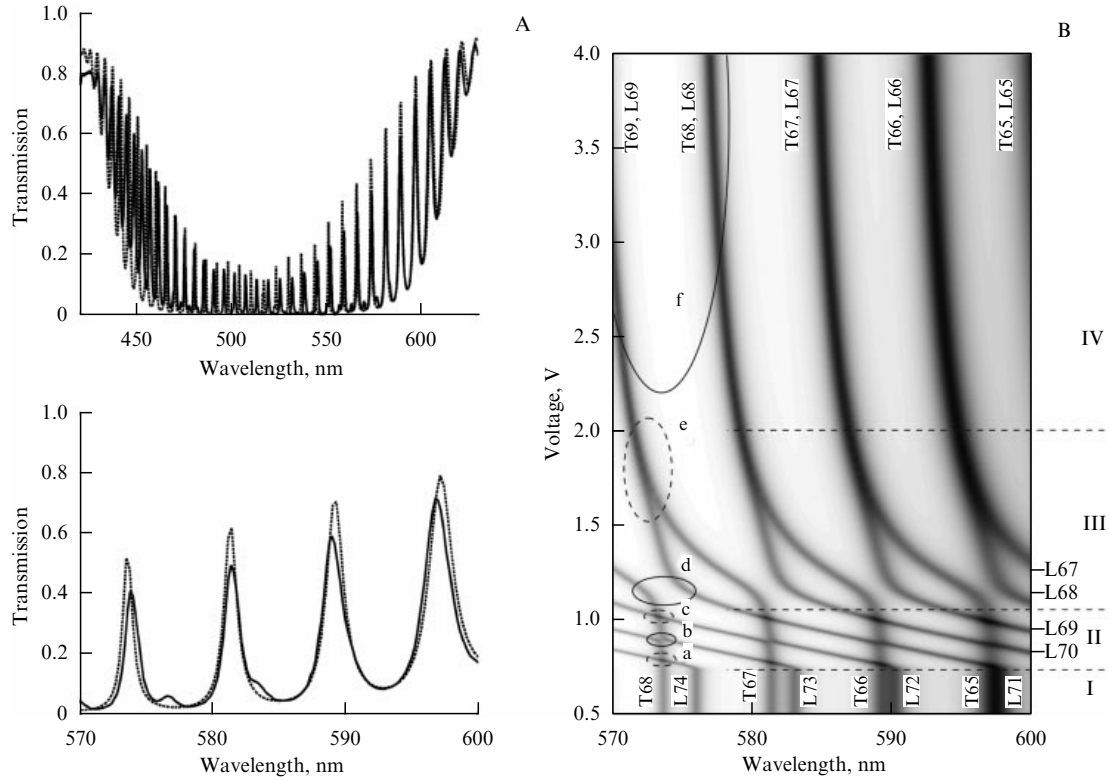 A
1.0
0.8
0.6
0.4
0.2
0
Transmission
450
500
550
600
Wavelength, nm
1.0
0.8
0.6
0.4
0.2
0
Transmission
570
580
590
600
Wavelength, nm
B
4.0
3.5
3.0
2.5
2.0
1.5
1.0
0.5
Voltage, V
T69, L69
T68, L68
T67, L67
T66, L66
T65, L65
f
e
d
c
b
a
IV
III
II
I
L67
L68
L69
L70
T68
L74
T67
L73
T66
L72
T65
L71
570
580
590
600
Wavelength, nm